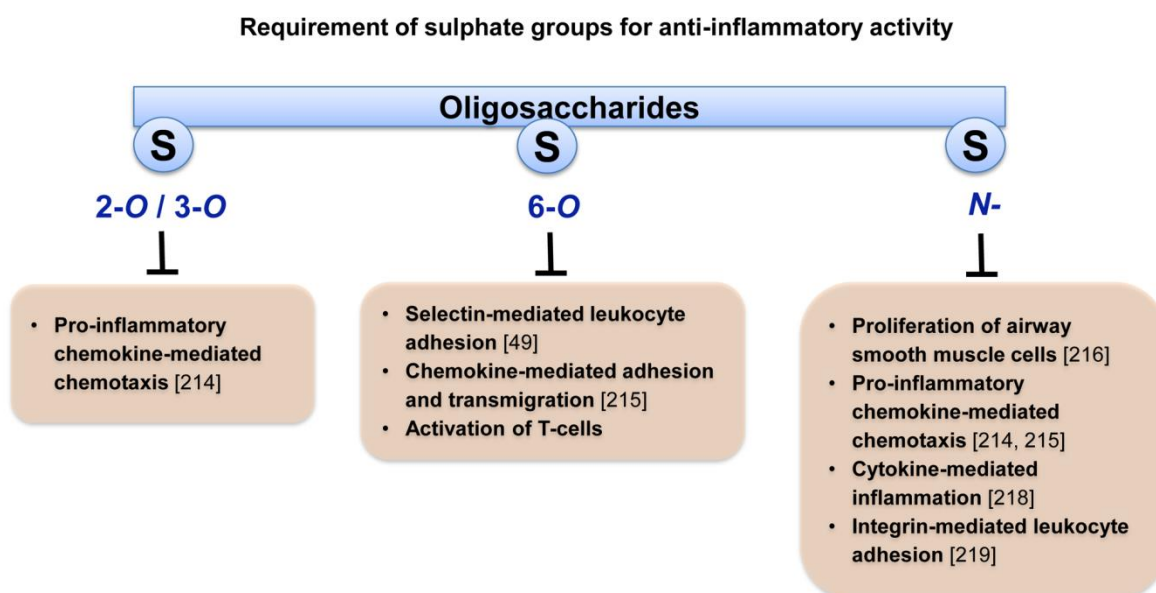 Requirement of sulphate groups for anti-inflammatory activity
Oligosaccharides
S
S
S
2-O / 3-O
6-O
N-
• Pro-inflammatory
chemokine-mediated
chemotaxis [214]
• Selectin-mediated leukocyte
adhesion [49]
• Chemokine-mediated adhesion
and transmigration [215]
• Activation of T-cells
• Proliferation of airway
smooth muscle cells [216]
• Pro-inflammatory
chemokine-mediated
chemotaxis [214, 215]
• Cytokine-mediated
inflammation [218]
• Integrin-mediated leukocyte
adhesion [219]